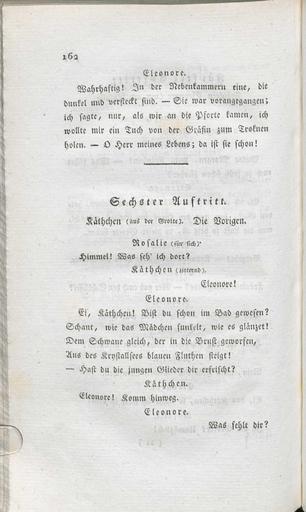 162
Eleonore.
Wahrhaftig! In der Nebenkammern eine, die
dunkel und versteckt sind. — Sie war vorangegangen;
ich sagte, nur, als wir an die Pforte kamen, ich
wollte mir ein Tuch von der Gräfin zum Troknen
holen. — O Herr meines Lebens; da ist sie schon!
Sechster Auftritt.
Käthchen (aus der Grotte). Die Vorigen.
Rosalie (für sich).
Himmel! Was seh' ich dort?
Käthchen (zitternd).
Eleonore!
Eleonore.
Ei, Käthchen! Bist du schon im Bad gewesen?
Schaut, wie das Mädchen funkelt, wie es glänzet!
Dem Schwane gleich, der in die Brust geworfen,
Aus des Krystallsees blauen Fluthen steigt!
— Hast du die jungen Glieder dir erfrischt?
Käthchen.
Eleonore! Komm hinweg.
Eleonore.
Was fehlt dir?